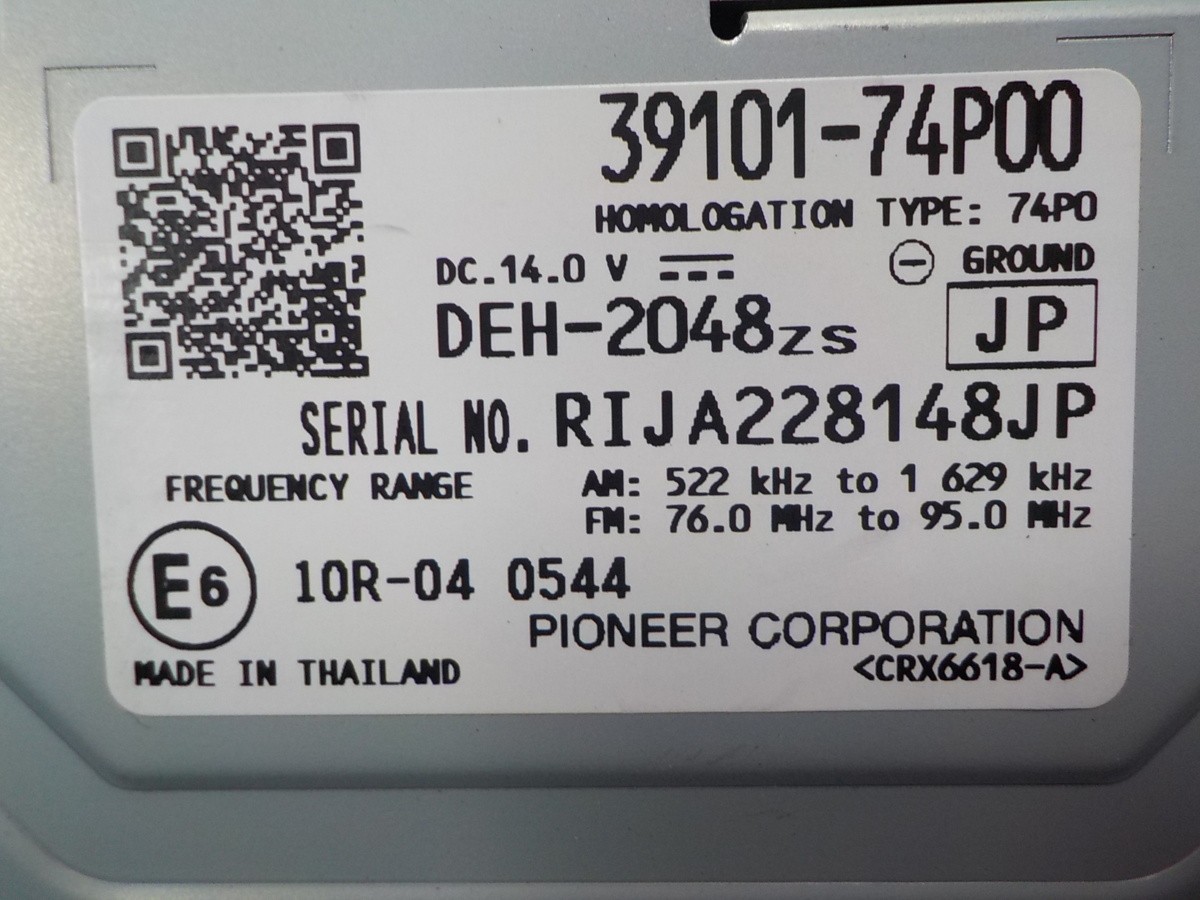 39101-74P00
HOMOLOGATION TYPE: 74P0
DC.14.0 V
GROUND
DEH-2048zs
JP
SERIAL NO. RIJA228148JP
FREQUENCY RANGE AM: 522 kHz to 1 629 kHz
FM: 76.0 MHz to 95.0 MHz
E6 10R-04 0544
PIONEER CORPORATION
MADE IN THAILAND <CRX6618-A>